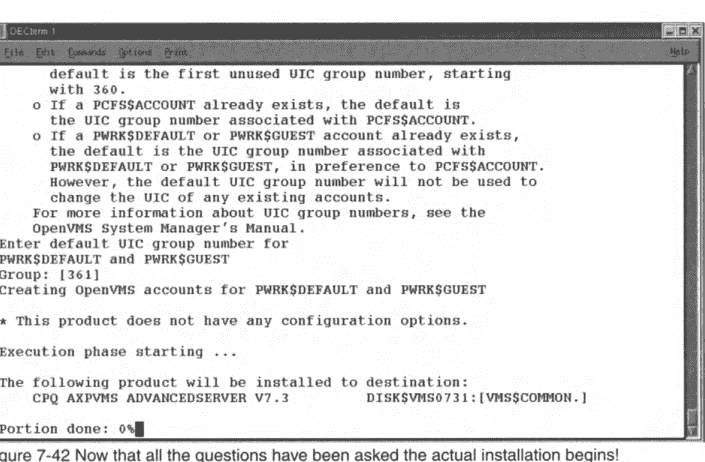 DECterm 1
File Edit Commands Options Print Help
default is the first unused UIC group number, starting
with 360.
o If a PCFS$ACCOUNT already exists, the default is
the UIC group number associated with PCFS$ACCOUNT.
o If a PWRK$DEFAULT or PWRK$GUEST account already exists,
the default is the UIC group number associated with
PWRK$DEFAULT or PWRK$GUEST, in preference to PCFS$ACCOUNT.
However, the default UIC group number will not be used to
change the UIC of any existing accounts.
For more information about UIC group numbers, see the
OpenVMS System Manager's Manual.
Enter default UIC group number for
PWRK$DEFAULT and PWRK$GUEST
Group: [361]
Creating OpenVMS accounts for PWRK$DEFAULT and PWRK$GUEST
* This product does not have any configuration options.
Execution phase starting ...
The following product will be installed to destination:
CPQ AXPVMS ADVANCEDSERVER V7.3 DISK$VMS0731:[VMS$COMMON.]
Portion done: 0%
gure 7-42 Now that all the questions have been asked the actual installation begins!